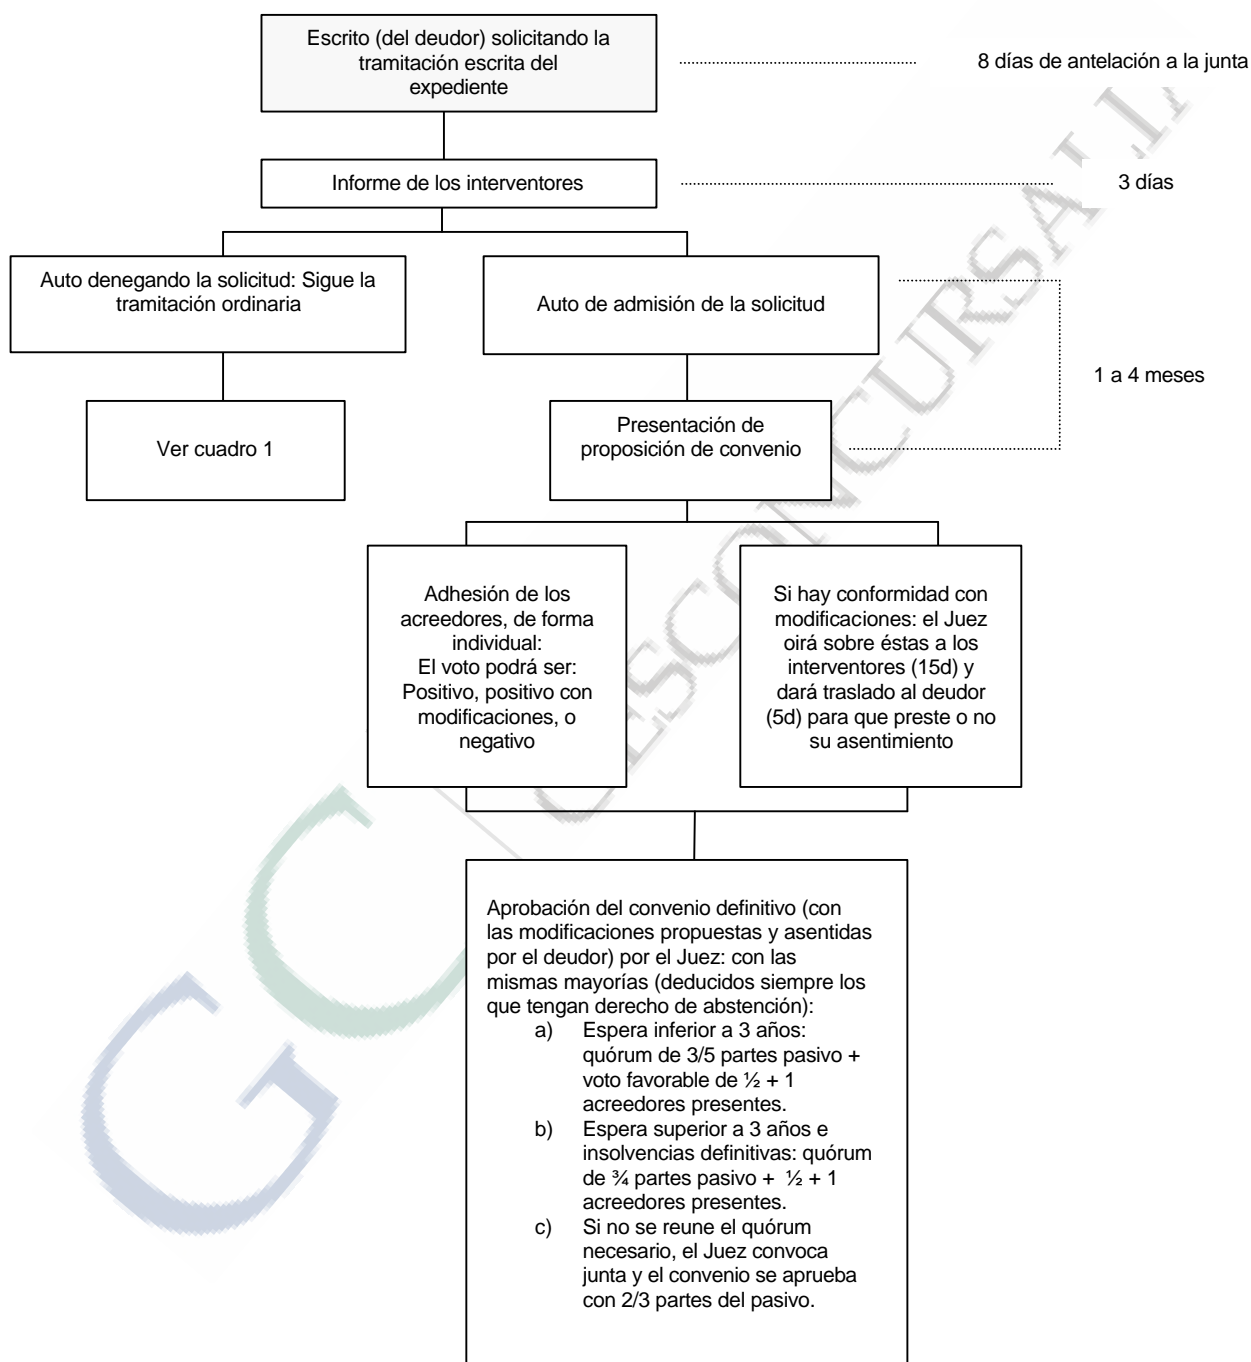 Escrito (del deudor) solicitando la
tramitación escrita del
expediente
8 días de antelación a la junta
Informe de los interventores
3 días
Auto denegando la solicitud: Sigue la
tramitación ordinaria
Auto de admisión de la solicitud
1 a 4 meses
Ver cuadro 1
Presentación de
proposición de convenio
Adhesión de los
acreedores, de forma
individual:
El voto podrá ser:
Positivo, positivo con
modificaciones, o
negativo
Si hay conformidad con
modificaciones: el Juez
oirá sobre éstas a los
interventores (15d) y
dará traslado al deudor
(5d) para que preste o no
su asentimiento
Aprobación del convenio definitivo (con
las modificaciones propuestas y asentidas
por el deudor) por el Juez: con las
mismas mayorías (deducidos siempre los
que tengan derecho de abstención):
a) Espera inferior a 3 años:
quórum de 3/5 partes pasivo +
voto favorable de ½ + 1
acreedores presentes.
b) Espera superior a 3 años e
insolvencias definitivas: quórum
de ¾ partes pasivo + ½ + 1
acreedores presentes.
c) Si no se reune el quórum
necesario, el Juez convoca
junta y el convenio se aprueba
con 2/3 partes del pasivo.
GC